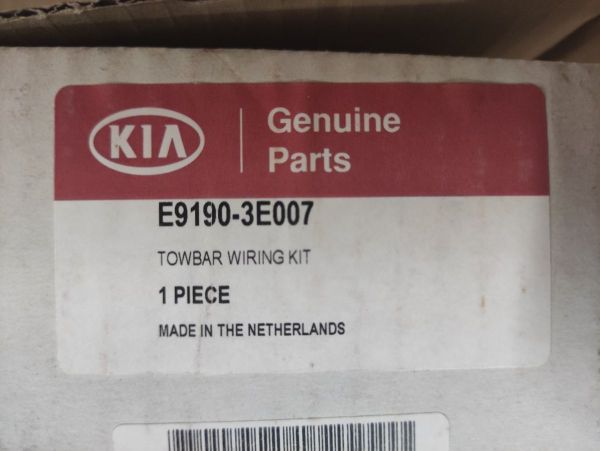 KIA
Genuine
Parts
E9190-3E007
TOWBAR WIRING KIT
1 PIECE
MADE IN THE NETHERLANDS